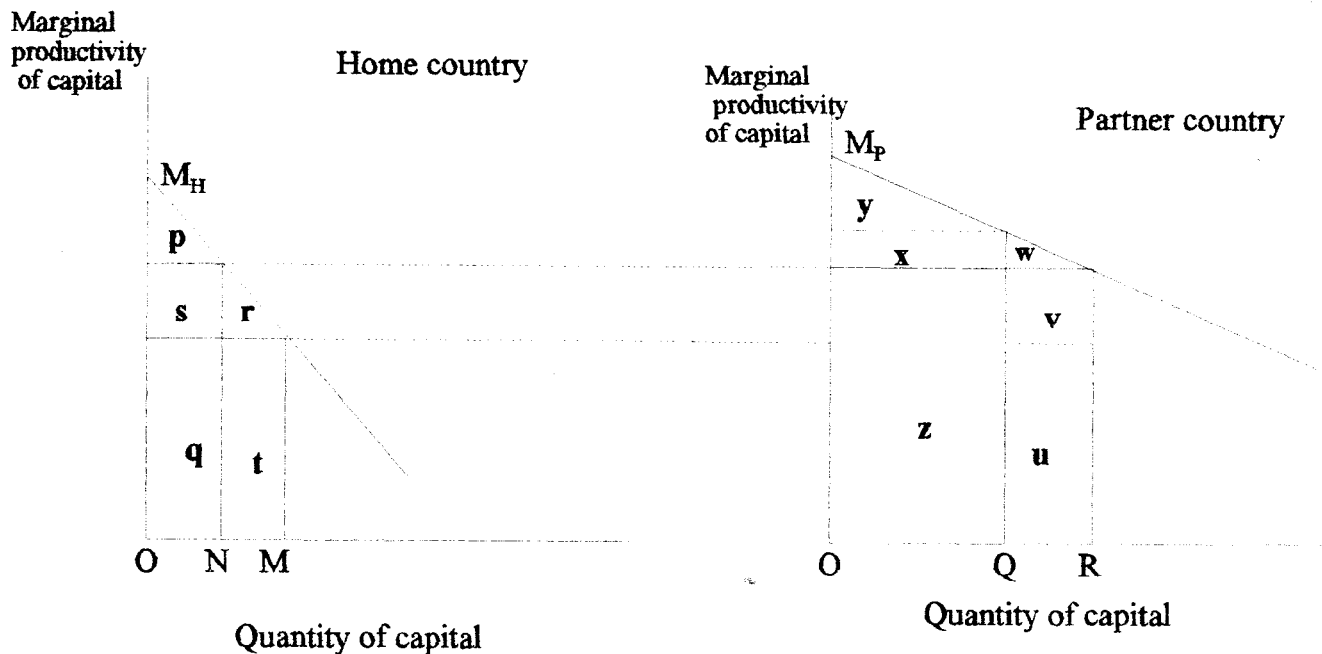 Marginal
productivity
of capital
Home country
M_H
p
s
r
q
t
O
N
M
Quantity of capital
Marginal
productivity
of capital
Partner country
M_P
y
x
w
v
z
u
O
Q
R
Quantity of capital